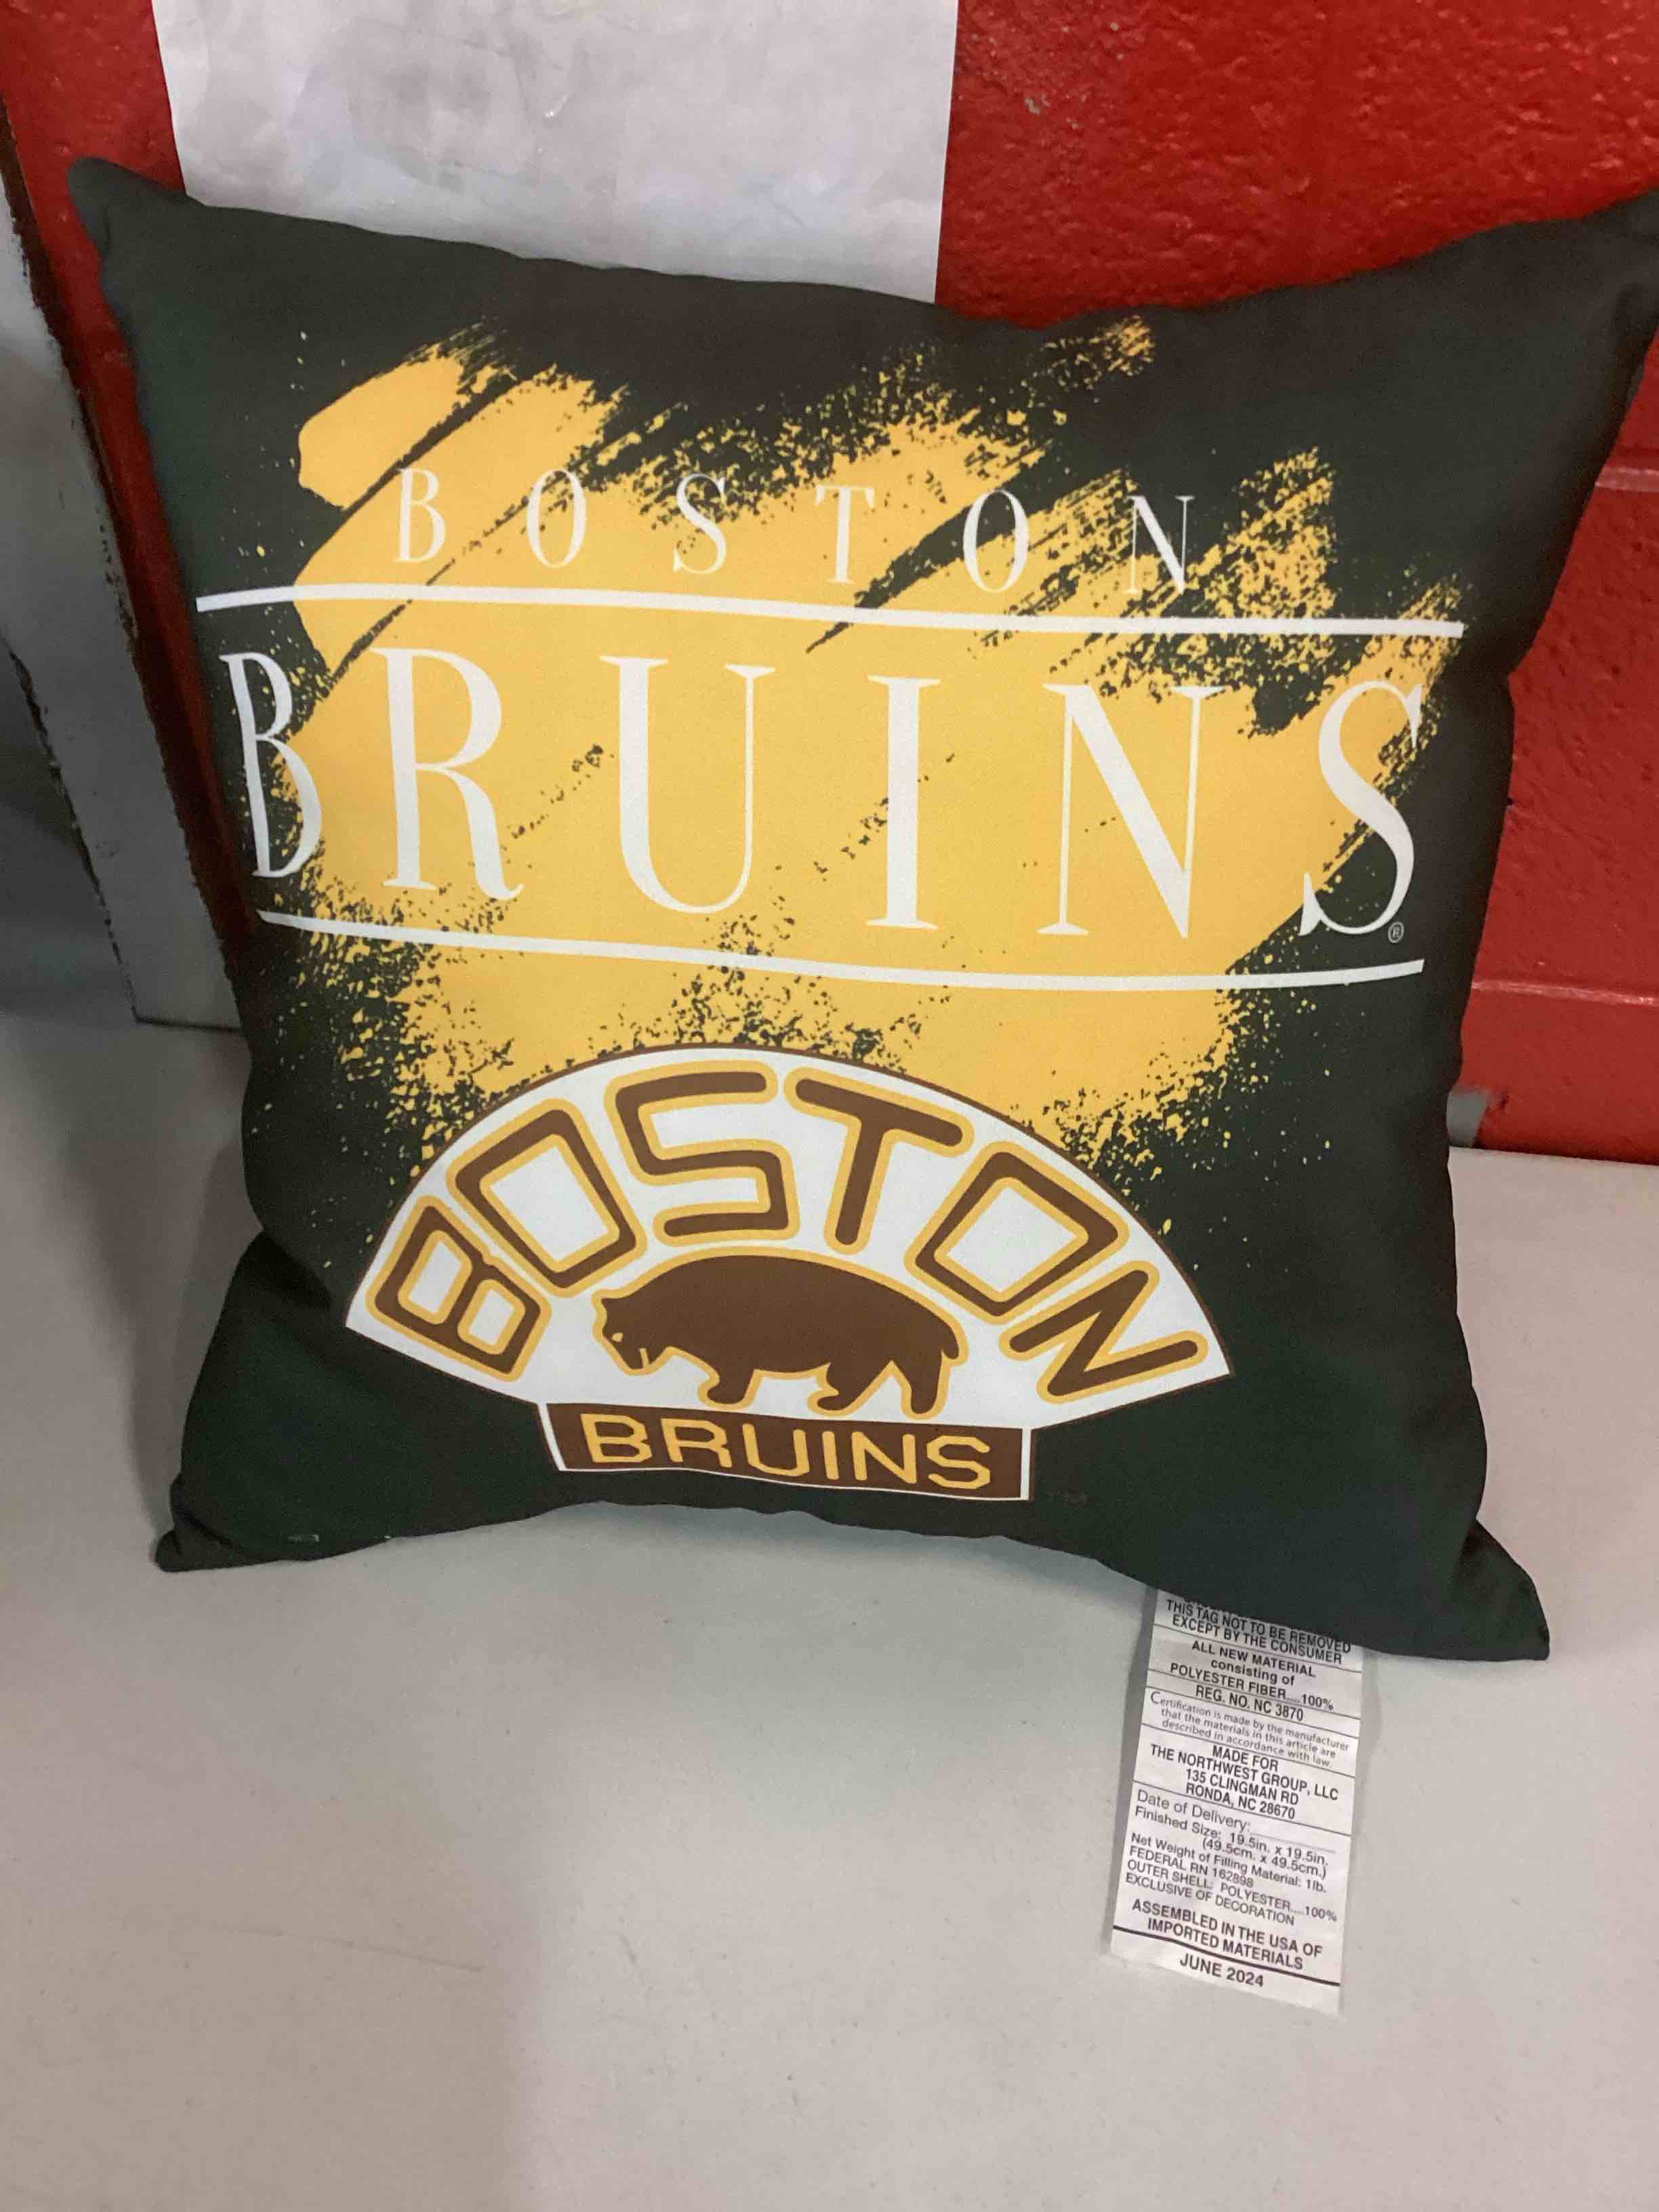 BOSTON
BRUINS®
BOSTON
BRUINS
THIS TAG NOT TO BE REMOVED
EXCEPT BY THE CONSUMER
ALL NEW MATERIAL
consisting of
POLYESTER FIBER....100%
REG. NO. NC 3870
Certification is made by the manufacturer
that the materials in this article are
described in accordance with law.
MADE FOR
THE NORTHWEST GROUP, LLC
135 CLINGMAN RD
RONDA, NC 28670
Date of Delivery:
Finished Size: 19.5in. x 19.5in.
(49.5cm. x 49.5cm.)
Net Weight of Filling Material: 1lb.
FEDERAL RN 162898
OUTER SHELL: POLYESTER....100%
EXCLUSIVE OF DECORATION
ASSEMBLED IN THE USA OF
IMPORTED MATERIALS
JUNE 2024